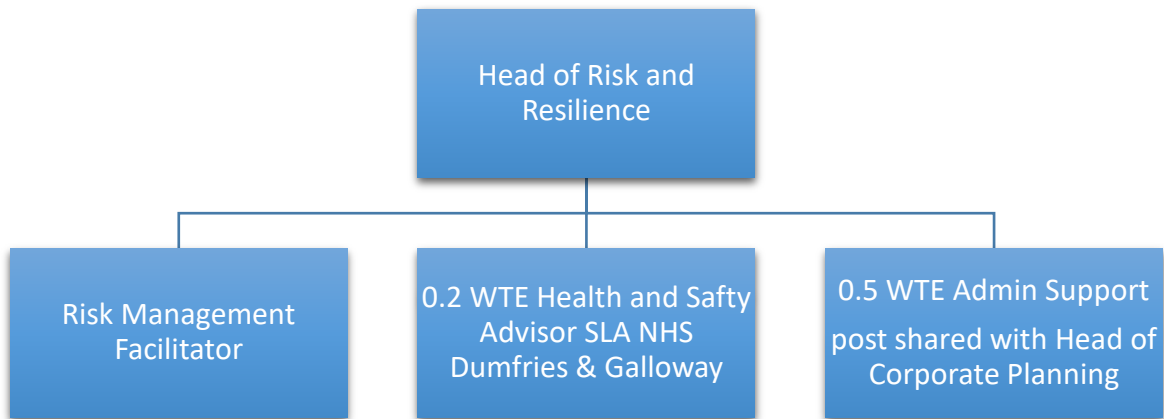 Head of Risk and
Resilience
Risk Management
Facilitator
0.2 WTE Health and Safty
Advisor SLA NHS
Dumfries & Galloway
0.5 WTE Admin Support
post shared with Head of
Corporate Planning